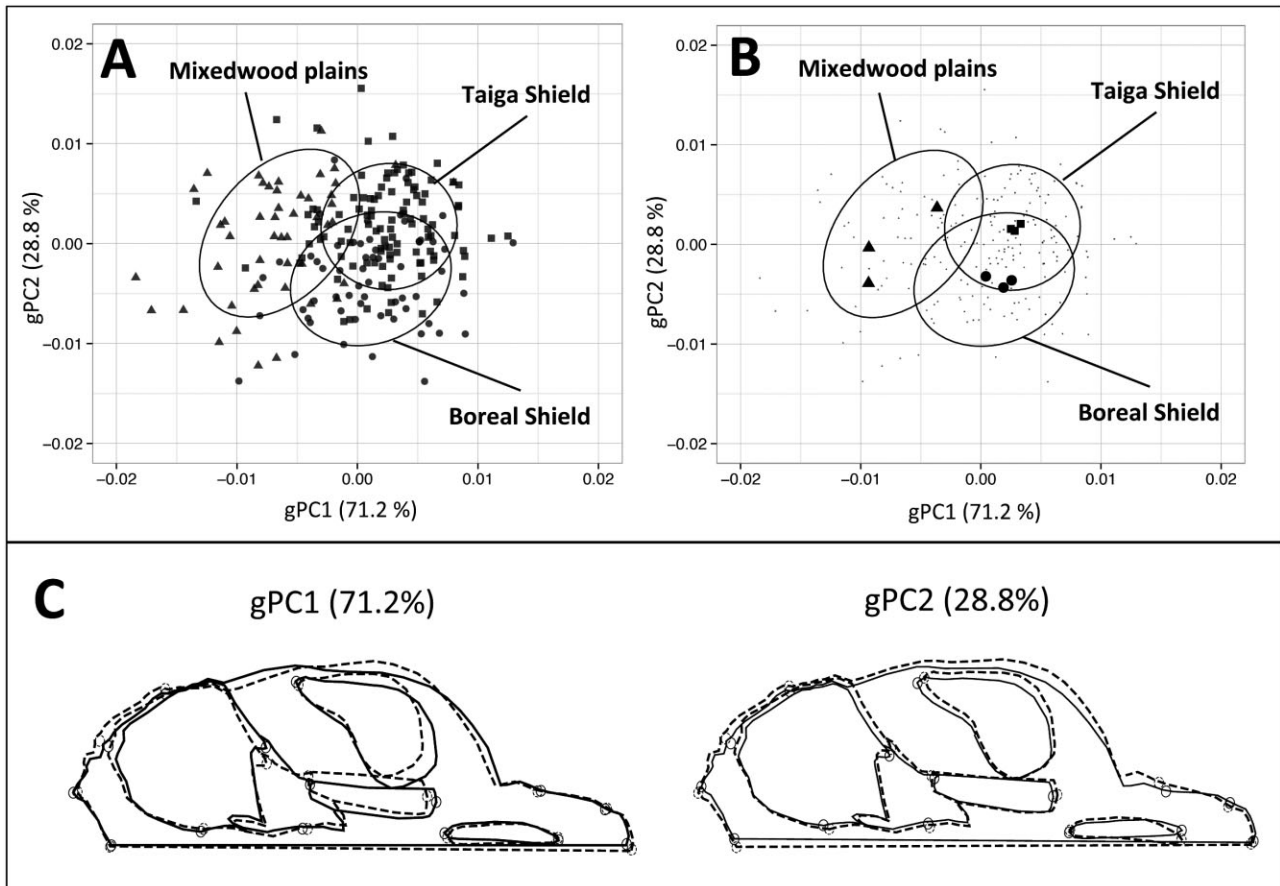 A
Mixedwood plains
Taiga Shield
Boreal Shield
0.02
0.01
0.00
−0.01
−0.02
gPC2 (28.8 %)
−0.02
−0.01
0.00
0.01
0.02
gPC1 (71.2 %)
B
Mixedwood plains
Taiga Shield
Boreal Shield
0.02
0.01
0.00
−0.01
−0.02
gPC2 (28.8 %)
−0.02
−0.01
0.00
0.01
0.02
gPC1 (71.2 %)
C
gPC1 (71.2%)
gPC2 (28.8%)